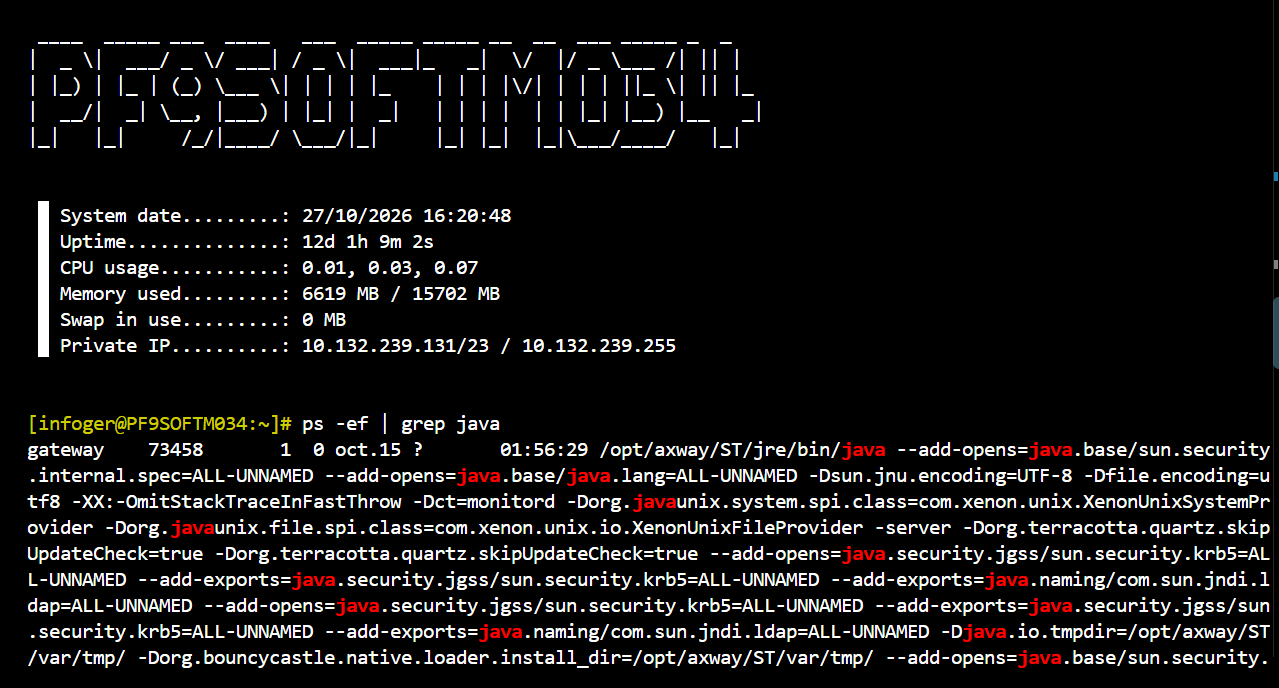 PF9SOFTM034
System date.........: 27/10/2026 16:20:48
Uptime..............: 12d 1h 9m 2s
CPU usage...........: 0.01, 0.03, 0.07
Memory used.........: 6619 MB / 15702 MB
Swap in use.........: 0 MB
Private IP..........: 10.132.239.131/23 / 10.132.239.255
[infoger@PF9SOFTM034:~]# ps -ef | grep java
gateway    73458       1  0 oct.15 ?       01:56:29 /opt/axway/ST/jre/bin/java --add-opens=java.base/sun.security
.internal.spec=ALL-UNNAMED --add-opens=java.base/java.lang=ALL-UNNAMED -Dsun.jnu.encoding=UTF-8 -Dfile.encoding=u
tf8 -XX:-OmitStackTraceInFastThrow -Dct=monitord -Dorg.javaunix.system.spi.class=com.xenon.unix.XenonUnixSystemPr
ovider -Dorg.javaunix.file.spi.class=com.xenon.unix.io.XenonUnixFileProvider -server -Dorg.terracotta.quartz.skip
UpdateCheck=true -Dorg.terracotta.quartz.skipUpdateCheck=true --add-opens=java.security.jgss/sun.security.krb5=AL
L-UNNAMED --add-exports=java.security.jgss/sun.security.krb5=ALL-UNNAMED --add-exports=java.naming/com.sun.jndi.l
dap=ALL-UNNAMED --add-opens=java.security.jgss/sun.security.krb5=ALL-UNNAMED --add-exports=java.security.jgss/sun
.security.krb5=ALL-UNNAMED --add-exports=java.naming/com.sun.jndi.ldap=ALL-UNNAMED -Djava.io.tmpdir=/opt/axway/ST
/var/tmp/ -Dorg.bouncycastle.native.loader.install_dir=/opt/axway/ST/var/tmp/ --add-opens=java.base/sun.security.